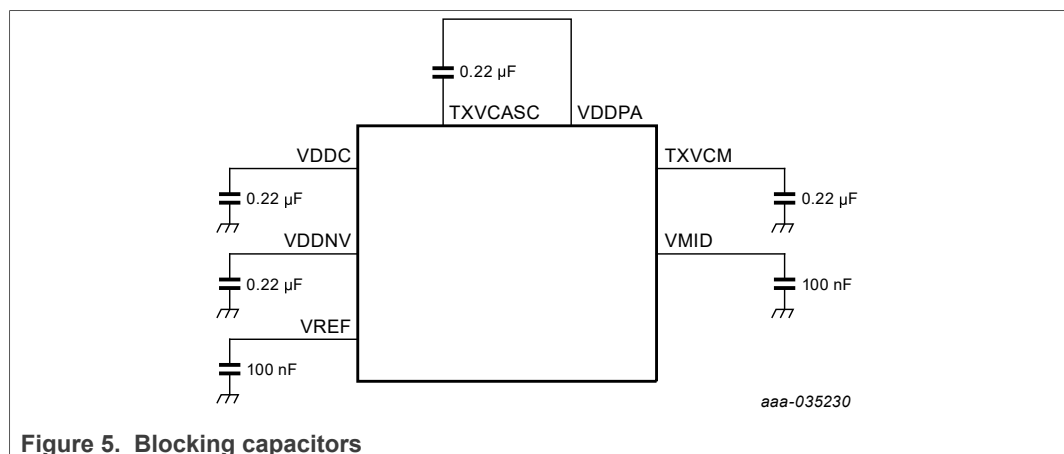 0.22 µF
TXVCASC VDDPA
VDDC TXVCM
0.22 µF 0.22 µF
VDDNV VMID
0.22 µF 100 nF
VREF
100 nF
aaa-035230
Figure 5. Blocking capacitors